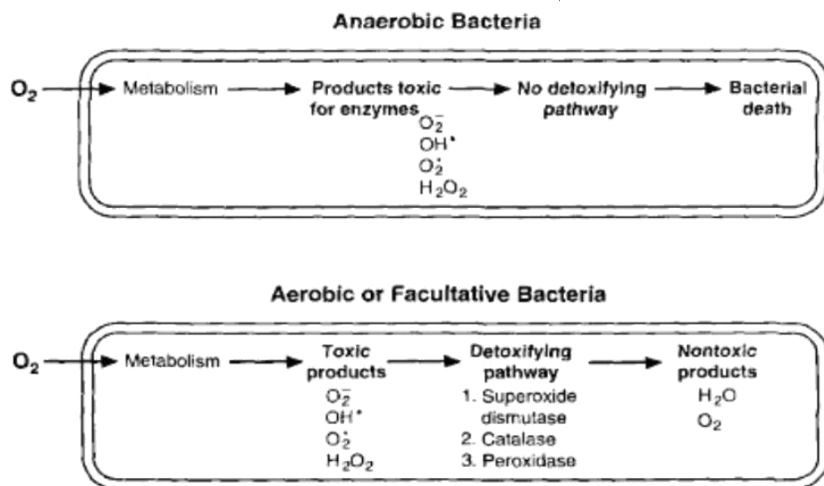 Anaerobic Bacteria
O₂ Metabolism Products toxic No detoxifying Bacterial
for enzymes pathway death
O₂⁻
OH•
O₂•
H₂O₂
Aerobic or Facultative Bacteria
O₂ Metabolism Toxic Detoxifying Nontoxic
products pathway products
O₂⁻ 1. Superoxide H₂O
OH• dismutase O₂
O₂• 2. Catalase
H₂O₂ 3. Peroxidase